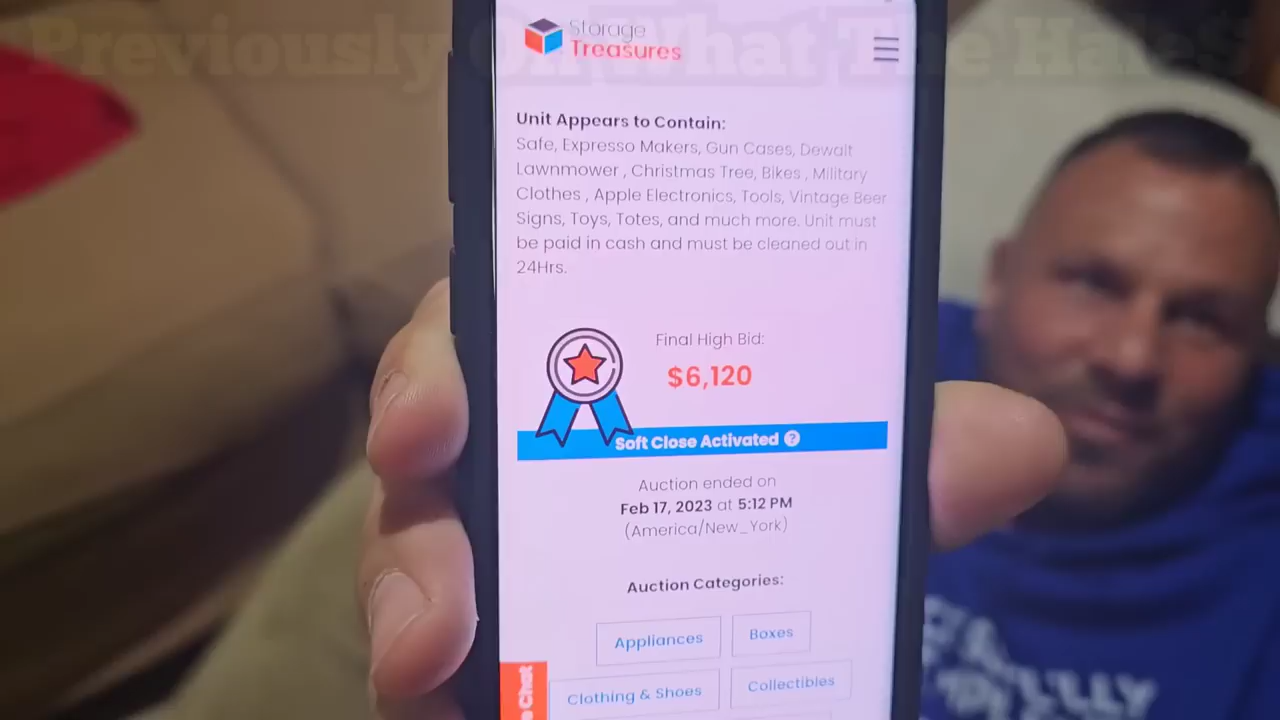 Previously On What The Hales
Storage
Treasures
Unit Appears to Contain:
Safe, Expresso Makers, Gun Cases, Dewalt
Lawnmower , Christmas Tree, Bikes , Military
Clothes , Apple Electronics, Tools, Vintage Beer
Signs, Toys, Totes, and much more. Unit must
be paid in cash and must be cleaned out in
24Hrs.
Final High Bid:
$6,120
Soft Close Activated ?
Auction ended on
Feb 17, 2023 at 5:12 PM
(America/New_York)
Auction Categories:
Appliances
Boxes
Clothing & Shoes
Collectibles
Chat